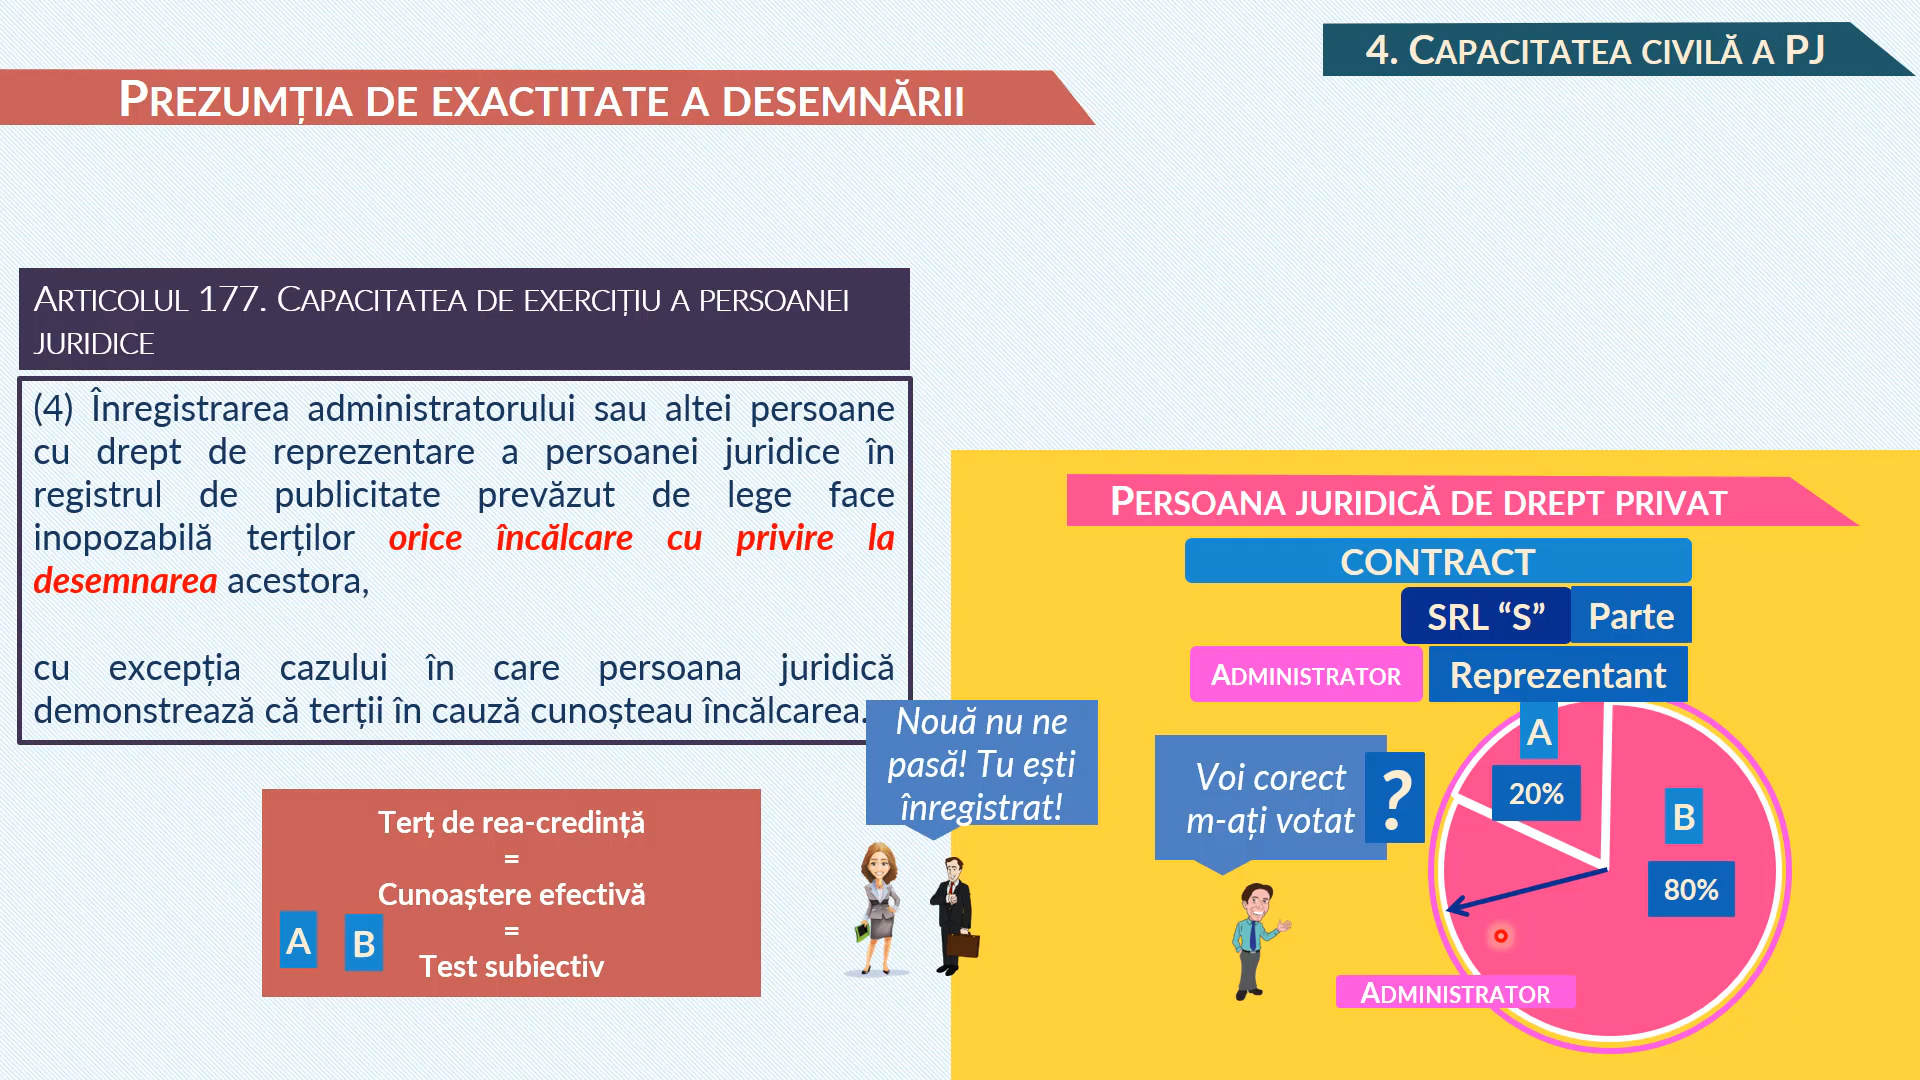 4. Capacitatea civilă a PJ
Prezumția de exactitate a desemnării
Articolul 177. Capacitatea de exercițiu a persoanei
juridice
(4) Înregistrarea administratorului sau altei persoane
cu drept de reprezentare a persoanei juridice în
registrul de publicitate prevăzut de lege face
inopozabilă terților orice încălcare cu privire la
desemnarea acestora,
cu excepția cazului în care persoana juridică
demonstrează că terții în cauză cunoșteau încălcarea.
Terț de rea-credință
=
Cunoaștere efectivă
=
Test subiectiv
A
B
Nouă nu ne
pasă! Tu ești
înregistrat!
Persoana juridică de drept privat
CONTRACT
SRL “S” Parte
Administrator Reprezentant
Voi corect
m-ați votat
?
A
20%
B
80%
Administrator